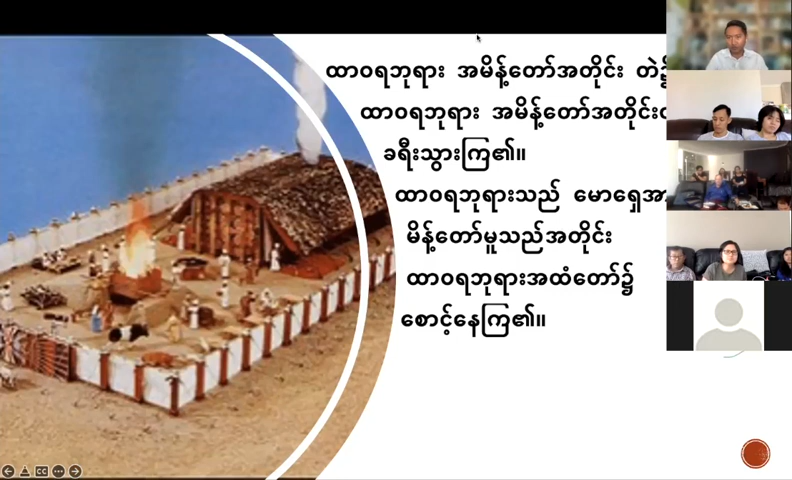 ထာဝရဘုရား အမိန့်တော်အတိုင်း
ထာဝရဘုရား အမိန့်တော်အတိုင်း
ခရီးသွားကြ၏။
ထာဝရဘုရားသည်
မိန့်တော်မူသည်အတိုင်း
ထာဝရဘုရားအထံတော်၌
စောင့်နေကြ၏။
CC